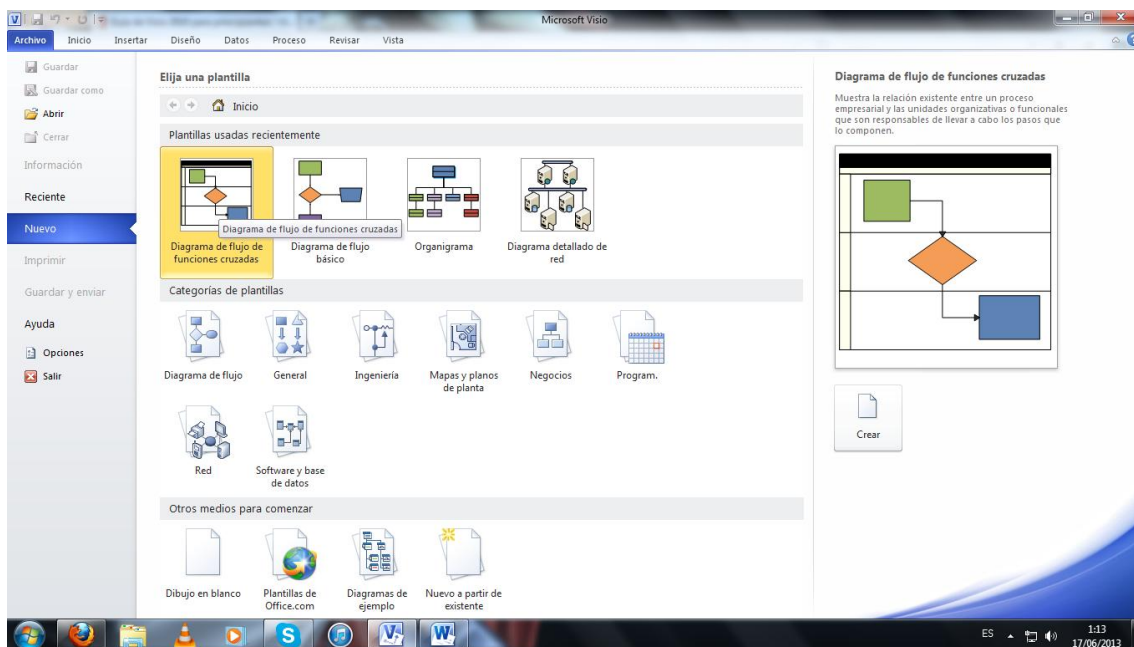 Microsoft Visio
Archivo Inicio Insertar Diseño Datos Proceso Revisar Vista
Guardar
Guardar como
Abrir
Cerrar
Información
Reciente
Nuevo
Imprimir
Guardar y enviar
Ayuda
Opciones
Salir
Elija una plantilla
Inicio
Plantillas usadas recientemente
Diagrama de flujo de funciones cruzadas
Diagrama de flujo de
funciones cruzadas
Diagrama de flujo
básico
Organigrama
Diagrama detallado de
red
Categorías de plantillas
Diagrama de flujo
General
Ingeniería
Mapas y planos
de planta
Negocios
Program.
Red
Software y base
de datos
Otros medios para comenzar
Dibujo en blanco
Plantillas de
Office.com
Diagramas de
ejemplo
Nuevo a partir de
existente
Diagrama de flujo de funciones cruzadas
Muestra la relación existente entre un proceso
empresarial y las unidades organizativas o funcionales
que son responsables de llevar a cabo los pasos que
lo componen.
Crear
ES
1:13
17/06/2013